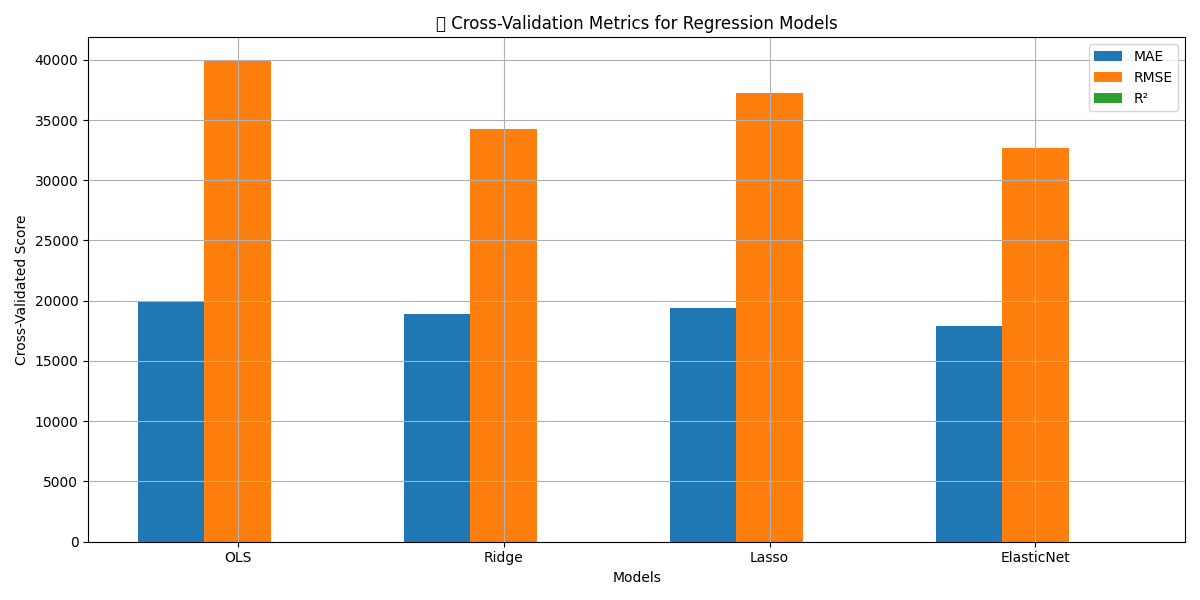 Cross-Validation Metrics for Regression Models
MAE
RMSE
R²
Cross-Validated Score
40000
35000
30000
25000
20000
15000
10000
5000
0
OLS Ridge Lasso ElasticNet
Models